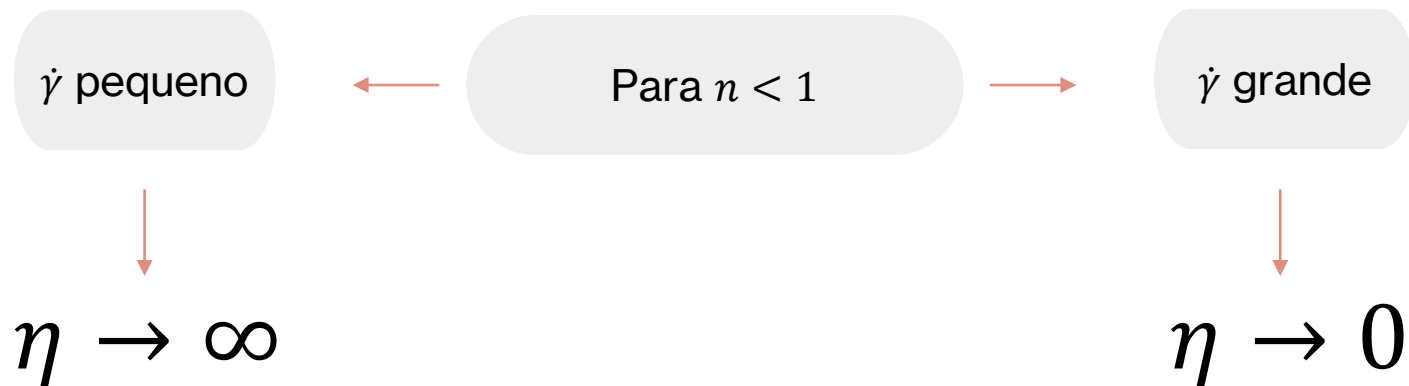 γ̇ pequeno
Para n < 1
γ̇ grande
η → ∞
η → 0